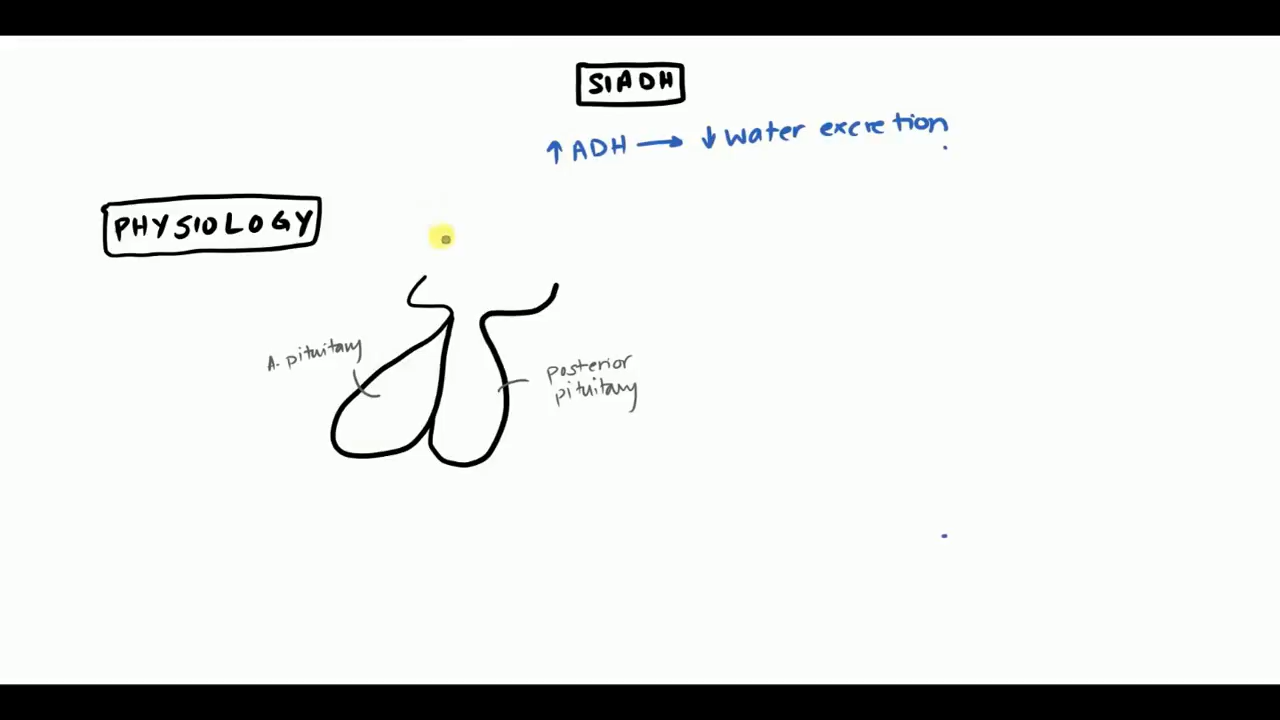 SIADH
↑ ADH → ↓ water excretion
PHYSIOLOGY
A. pituitary
posterior
pituitary